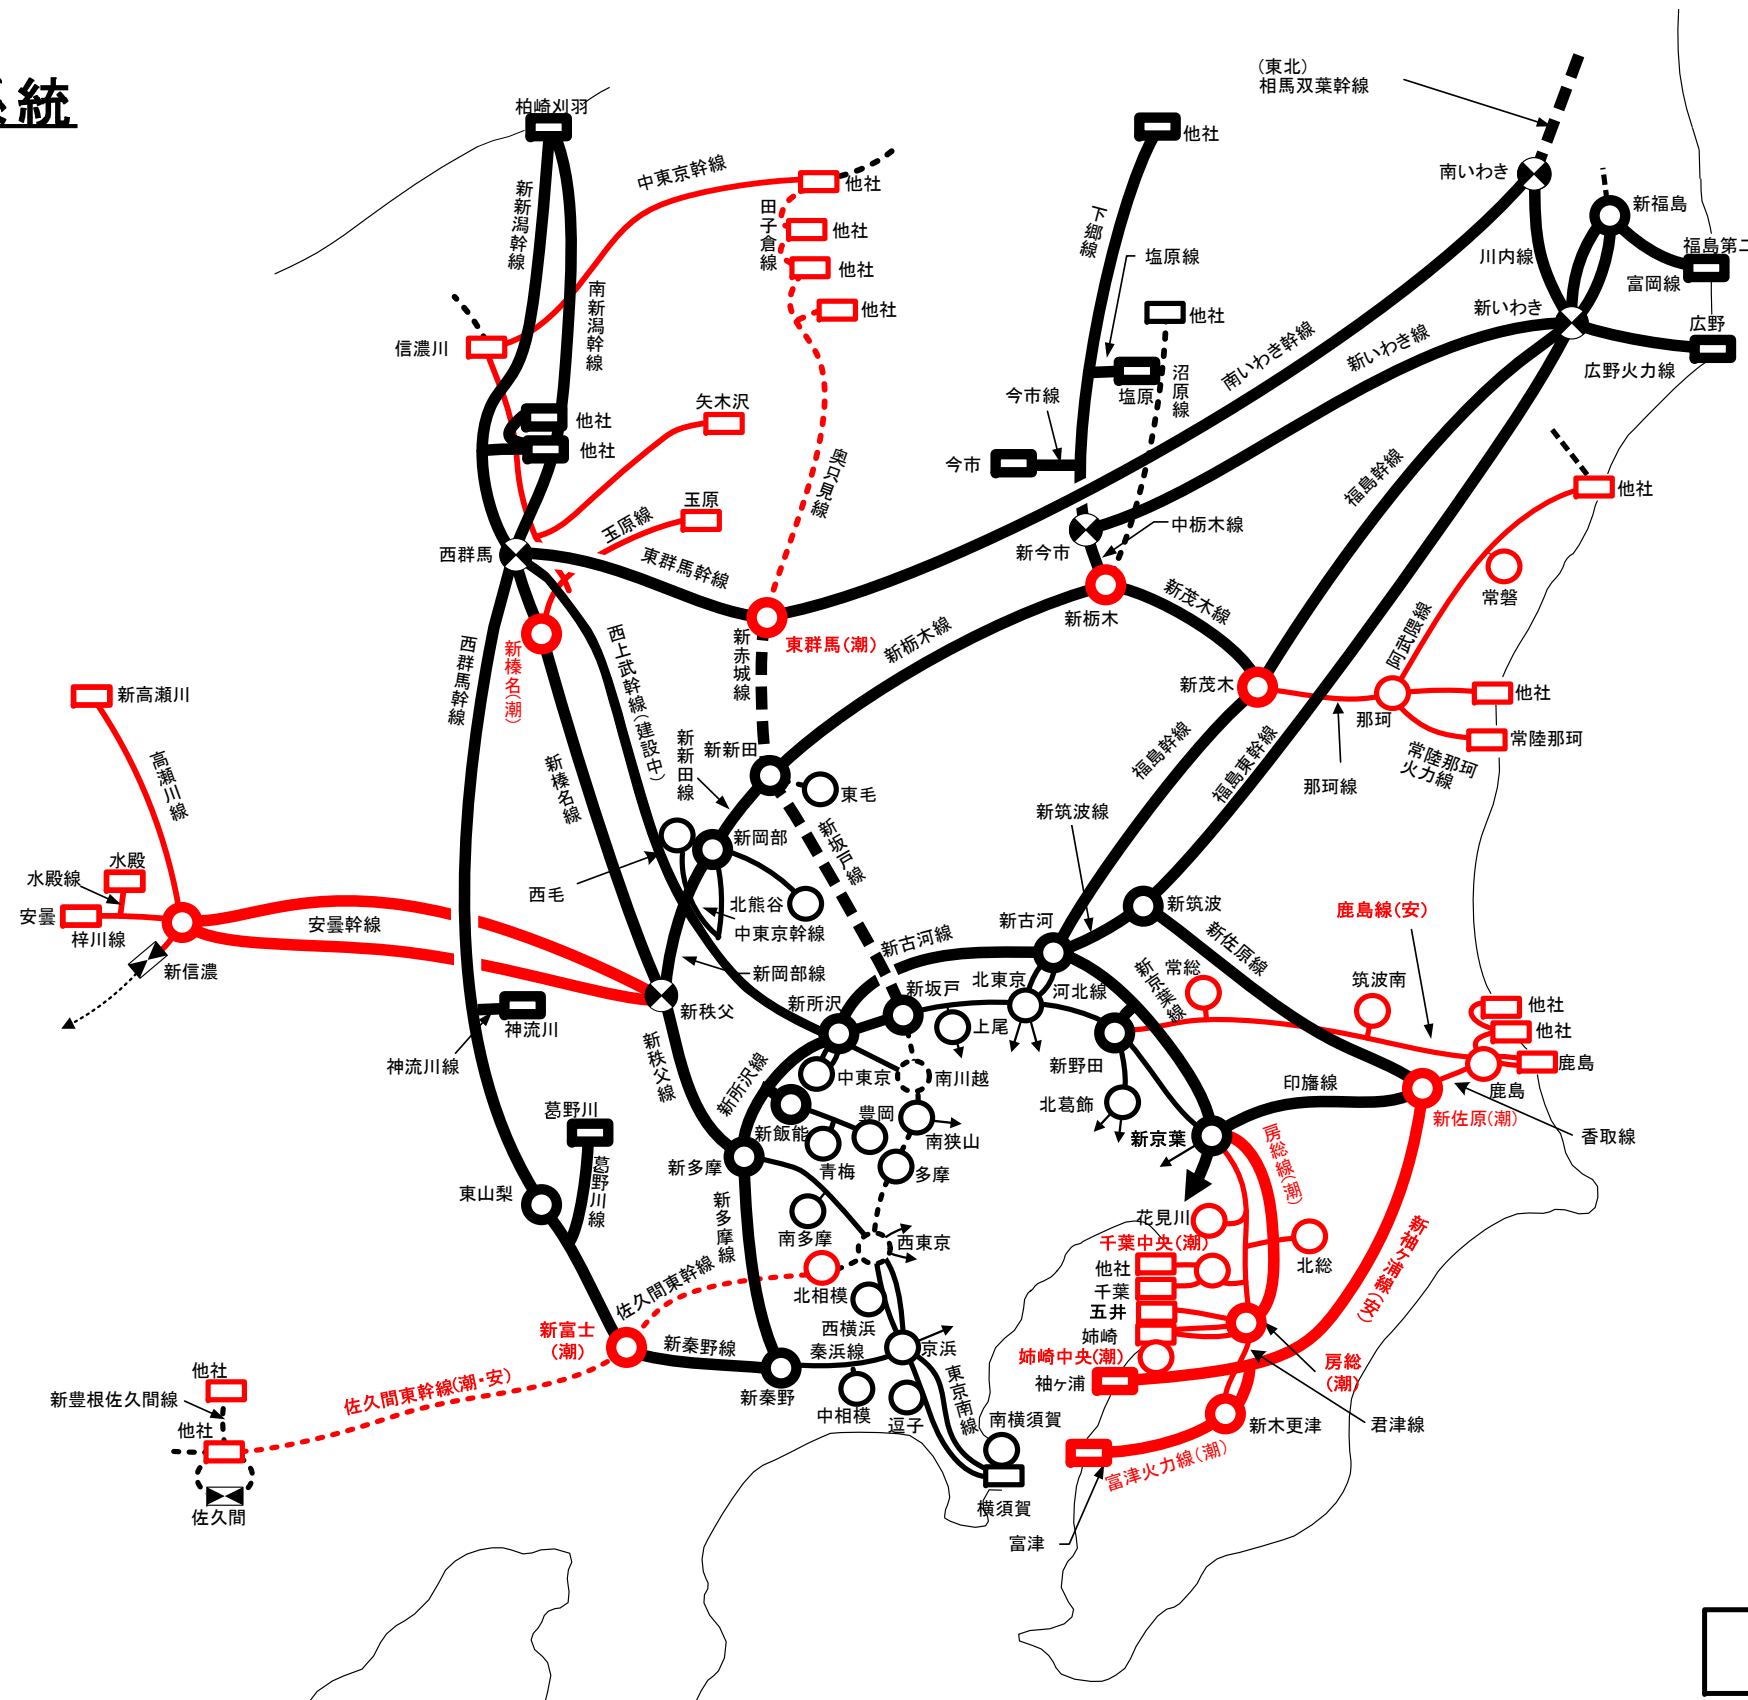 系統
柏崎刈羽
(東北)
相馬双葉幹線
中東京幹線
他社
他社
南いわき
新新潟幹線
田子倉線
他社
下郷線
新福島
他社
塩原線
川内線
福島第二
富岡線
南新潟幹線
他社
他社
新いわき
広野
信濃川
南いわき幹線
新いわき線
広野火力線
沼原線
矢木沢
今市線
塩原
他社
他社
今市
奥只見線
福島幹線
他社
玉原
玉原線
西群馬
東群馬幹線
新今市
中栃木線
常磐
新栃木
新茂木線
阿武隈線
西上武幹線(建設中)
新赤城線
東群馬(潮)
新栃木線
西群馬幹線
新榛名(潮)
新高瀬川
新茂木
那珂
他社
常陸那珂
常陸那珂
火力線
高瀬川線
新榛名線
新新田線
新新田
福島幹線
福島東幹線
那珂線
東毛
新筑波線
新岡部
新坂戸線
水殿
水殿線
安曇
梓川線
西毛
北熊谷
中東京幹線
安曇幹線
新信濃
新古河
新筑波
鹿島線(安)
新古河線
新佐原線
新岡部線
新所沢
新坂戸
北東京
河北線
新京葉線
常総
筑波南
他社
他社
新秩父
神流川
神流川線
新秩父線
上尾
新所沢線
中東京
南川越
新野田
印旛線
鹿島
鹿島
北葛飾
新佐原(潮)
香取線
葛野川
葛野川線
新飯能
豊岡
南狭山
青梅
多摩
新京葉
房総線(潮)
新多摩
東山梨
新多摩線
南多摩
西東京
花見川
千葉中央(潮)
他社
北総
千葉
五井
姉崎
姉崎中央(潮)
袖ヶ浦
新袖ケ浦線(安)
佐久間東幹線
北相模
西横浜
新富士
(潮)
新秦野線
秦浜線
京浜
新秦野
中相模
逗子
東京南線
房総
(潮)
他社
新豊根佐久間線
佐久間東幹線(潮・安)
他社
南横須賀
新木更津
君津線
富津火力線(潮)
佐久間
横須賀
富津